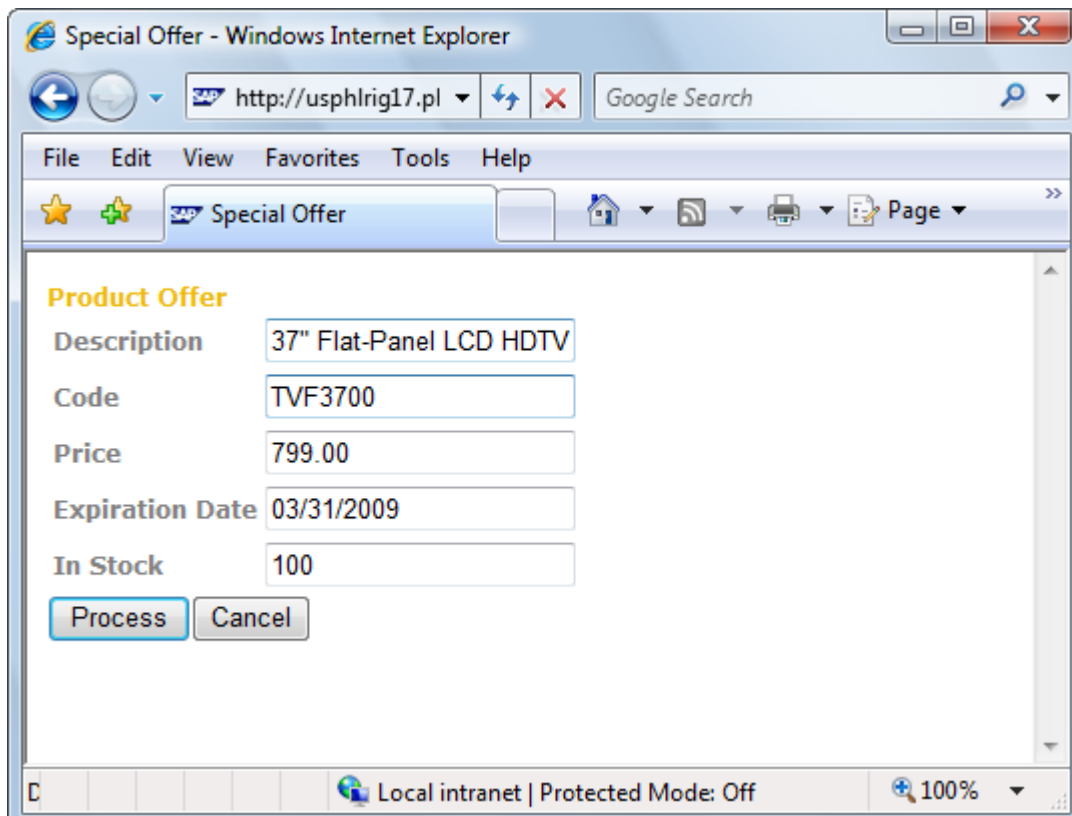 Special Offer - Windows Internet Explorer
SAP http://usphlrig17.pl Google Search
File Edit View Favorites Tools Help
SAP Special Offer Page
Product Offer
Description 37" Flat-Panel LCD HDTV
Code TVF3700
Price 799.00
Expiration Date 03/31/2009
In Stock 100
Process Cancel
Local intranet | Protected Mode: Off 100%